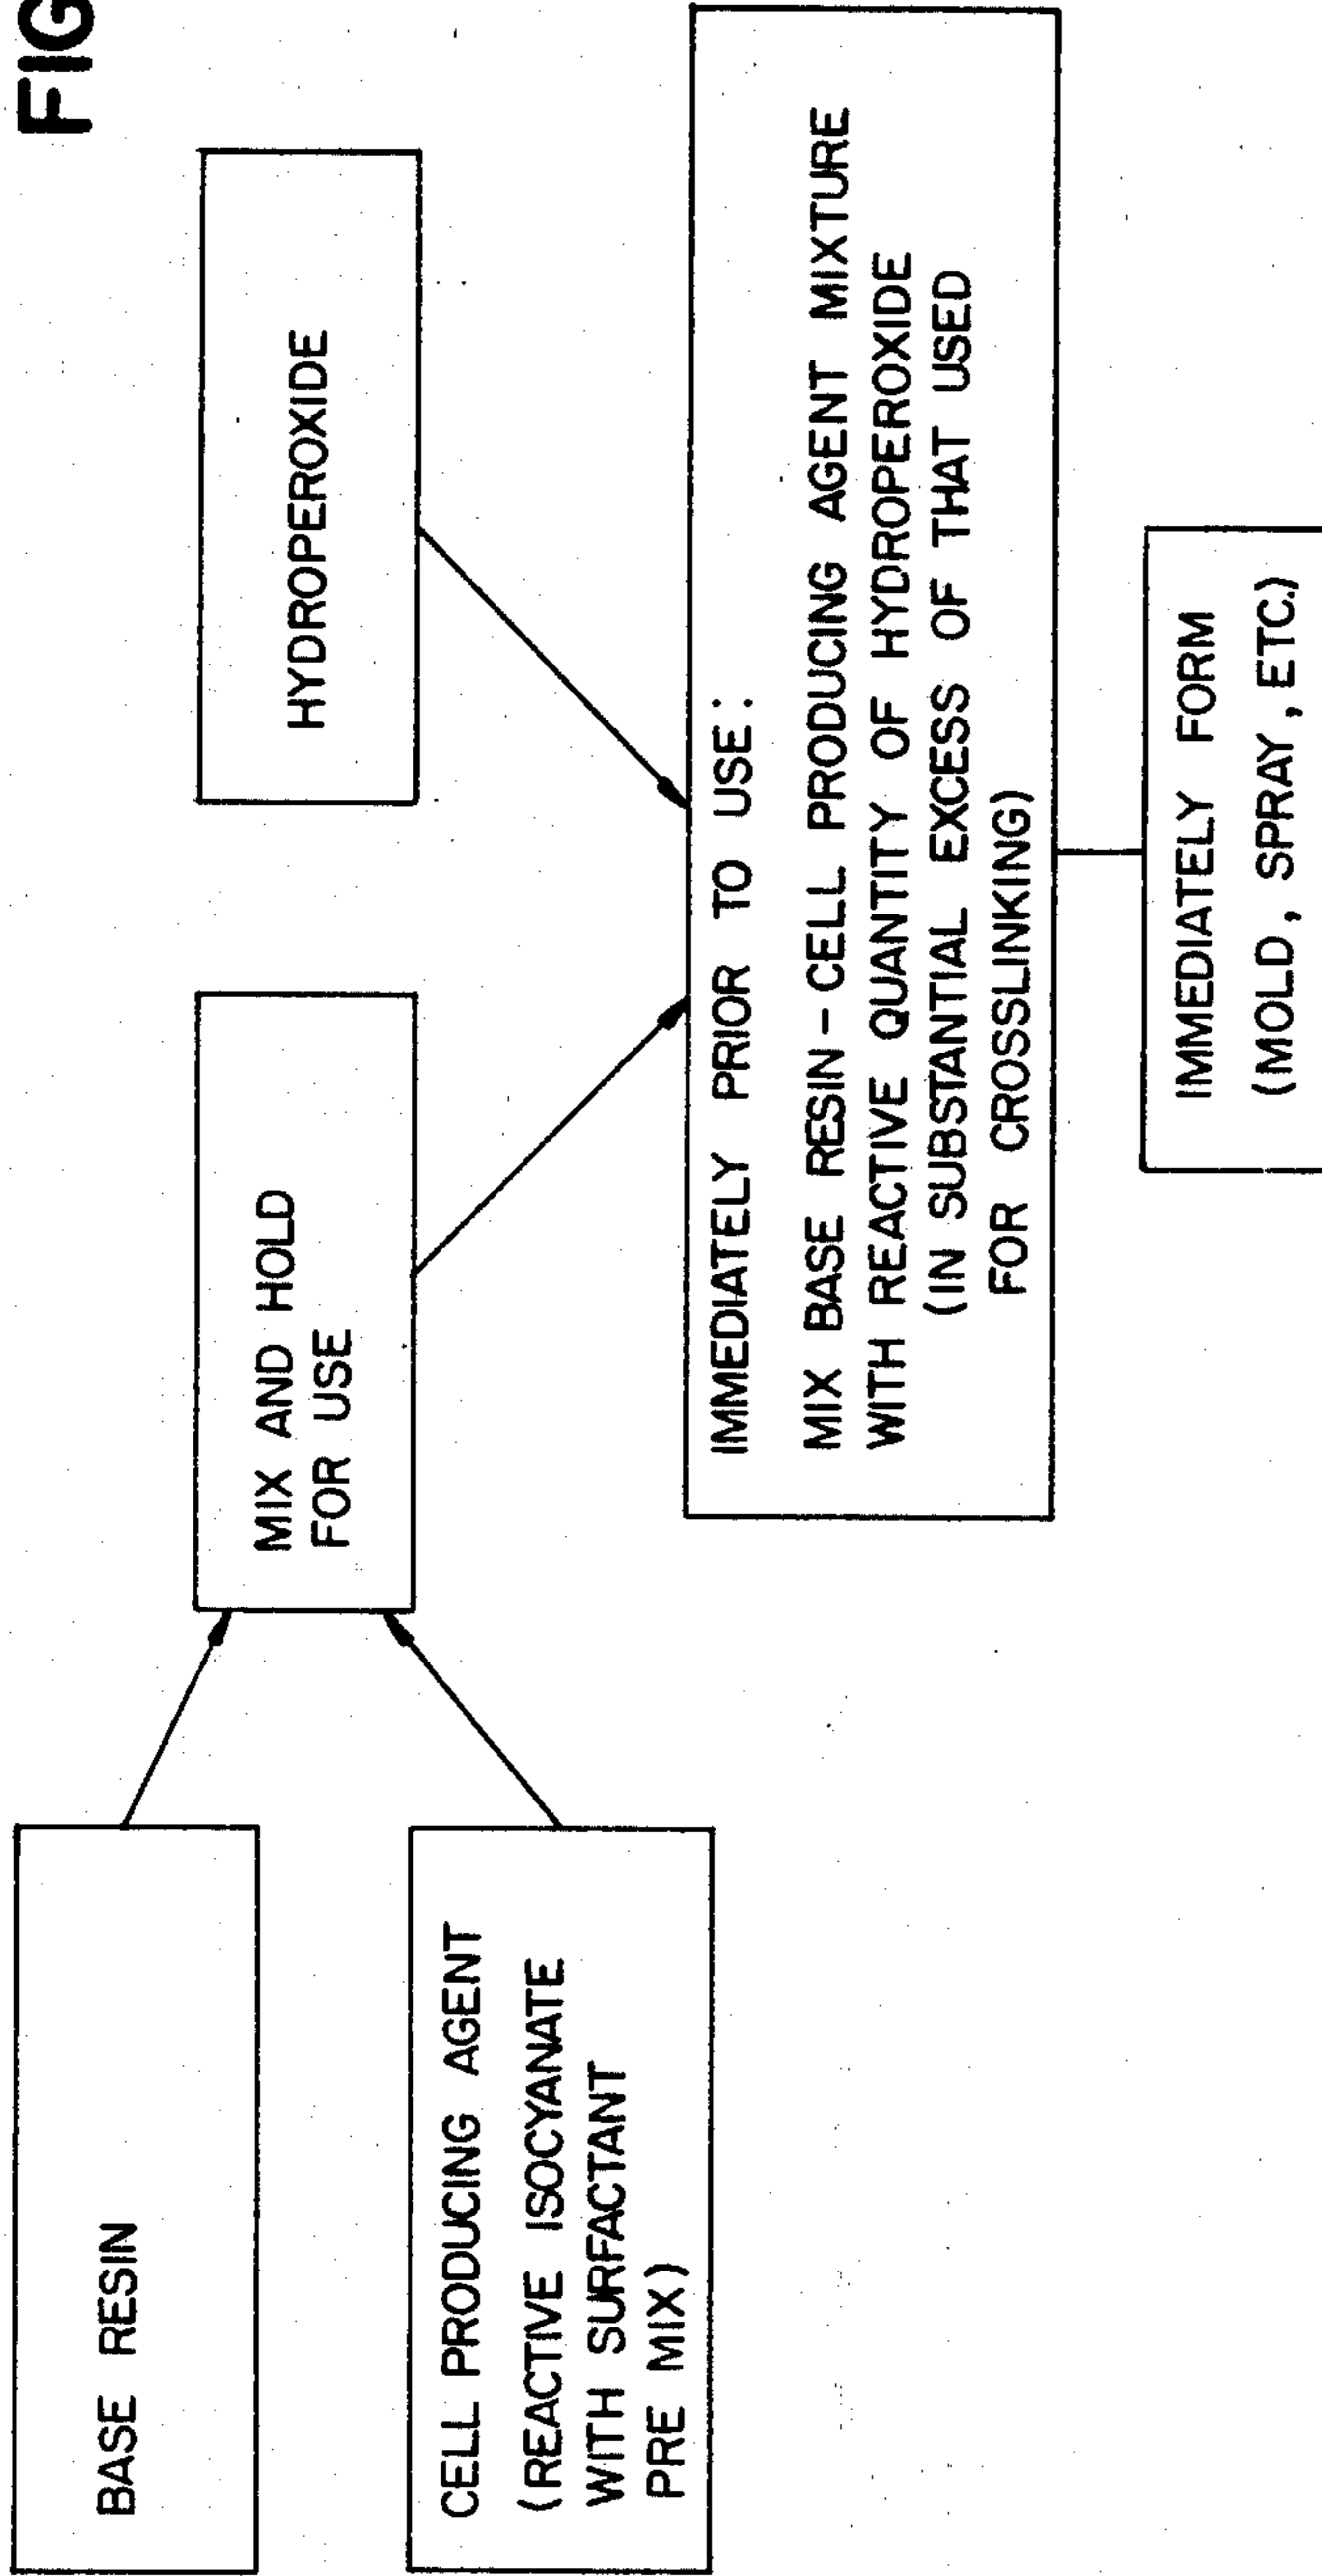 FIG
BASE RESIN
CELL PRODUCING AGENT
(REACTIVE ISOCYANATE
WITH SURFACTANT
PRE MIX)
MIX AND HOLD
FOR USE
HYDROPEROXIDE
IMMEDIATELY PRIOR TO USE:
MIX BASE RESIN-CELL PRODUCING AGENT MIXTURE
WITH REACTIVE QUANTITY OF HYDROPEROXIDE
(IN SUBSTANTIAL EXCESS OF THAT USED
FOR CROSSLINKING)
IMMEDIATELY FORM
(MOLD, SPRAY, ETC.)